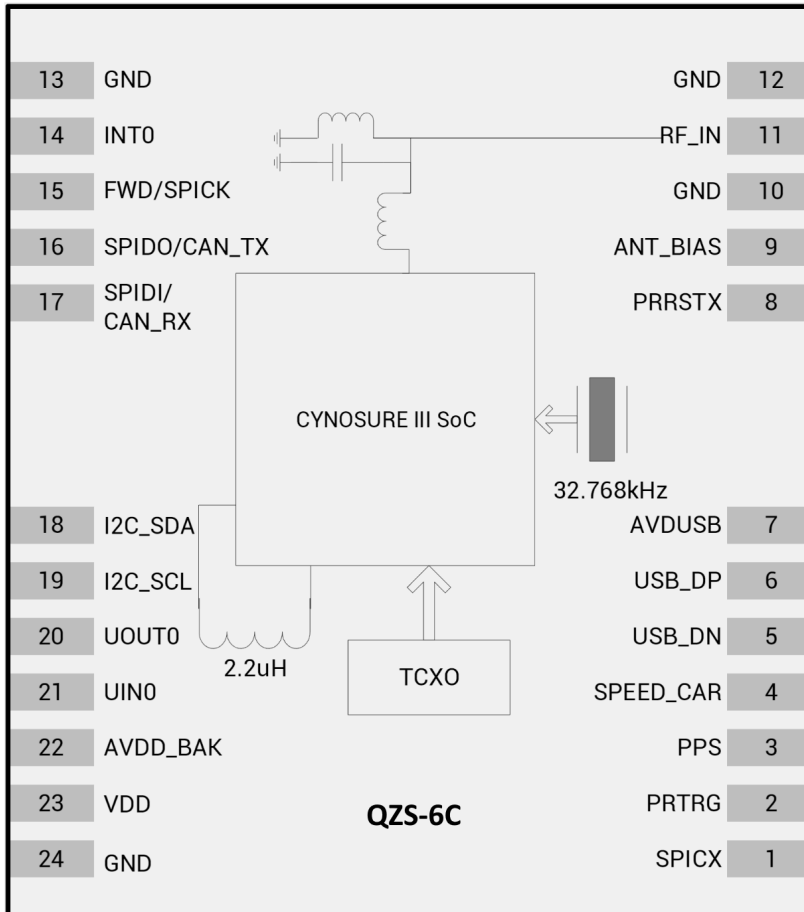 13 GND
14 INT0
15 FWD/SPICK
16 SPIDO/CAN_TX
17 SPIDI/
CAN_RX
GND 12
RF_IN 11
GND 10
ANT_BIAS 9
PRRSTX 8
CYNOSURE III SoC
32.768kHz
18 I2C_SDA
19 I2C_SCL
20 UOUT0
21 UIN0
22 AVDD_BAK
23 VDD
24 GND
2.2uH
TCXO
QZS-6C
AVDUSB 7
USB_DP 6
USB_DN 5
SPEED_CAR 4
PPS 3
PRTRG 2
SPICX 1